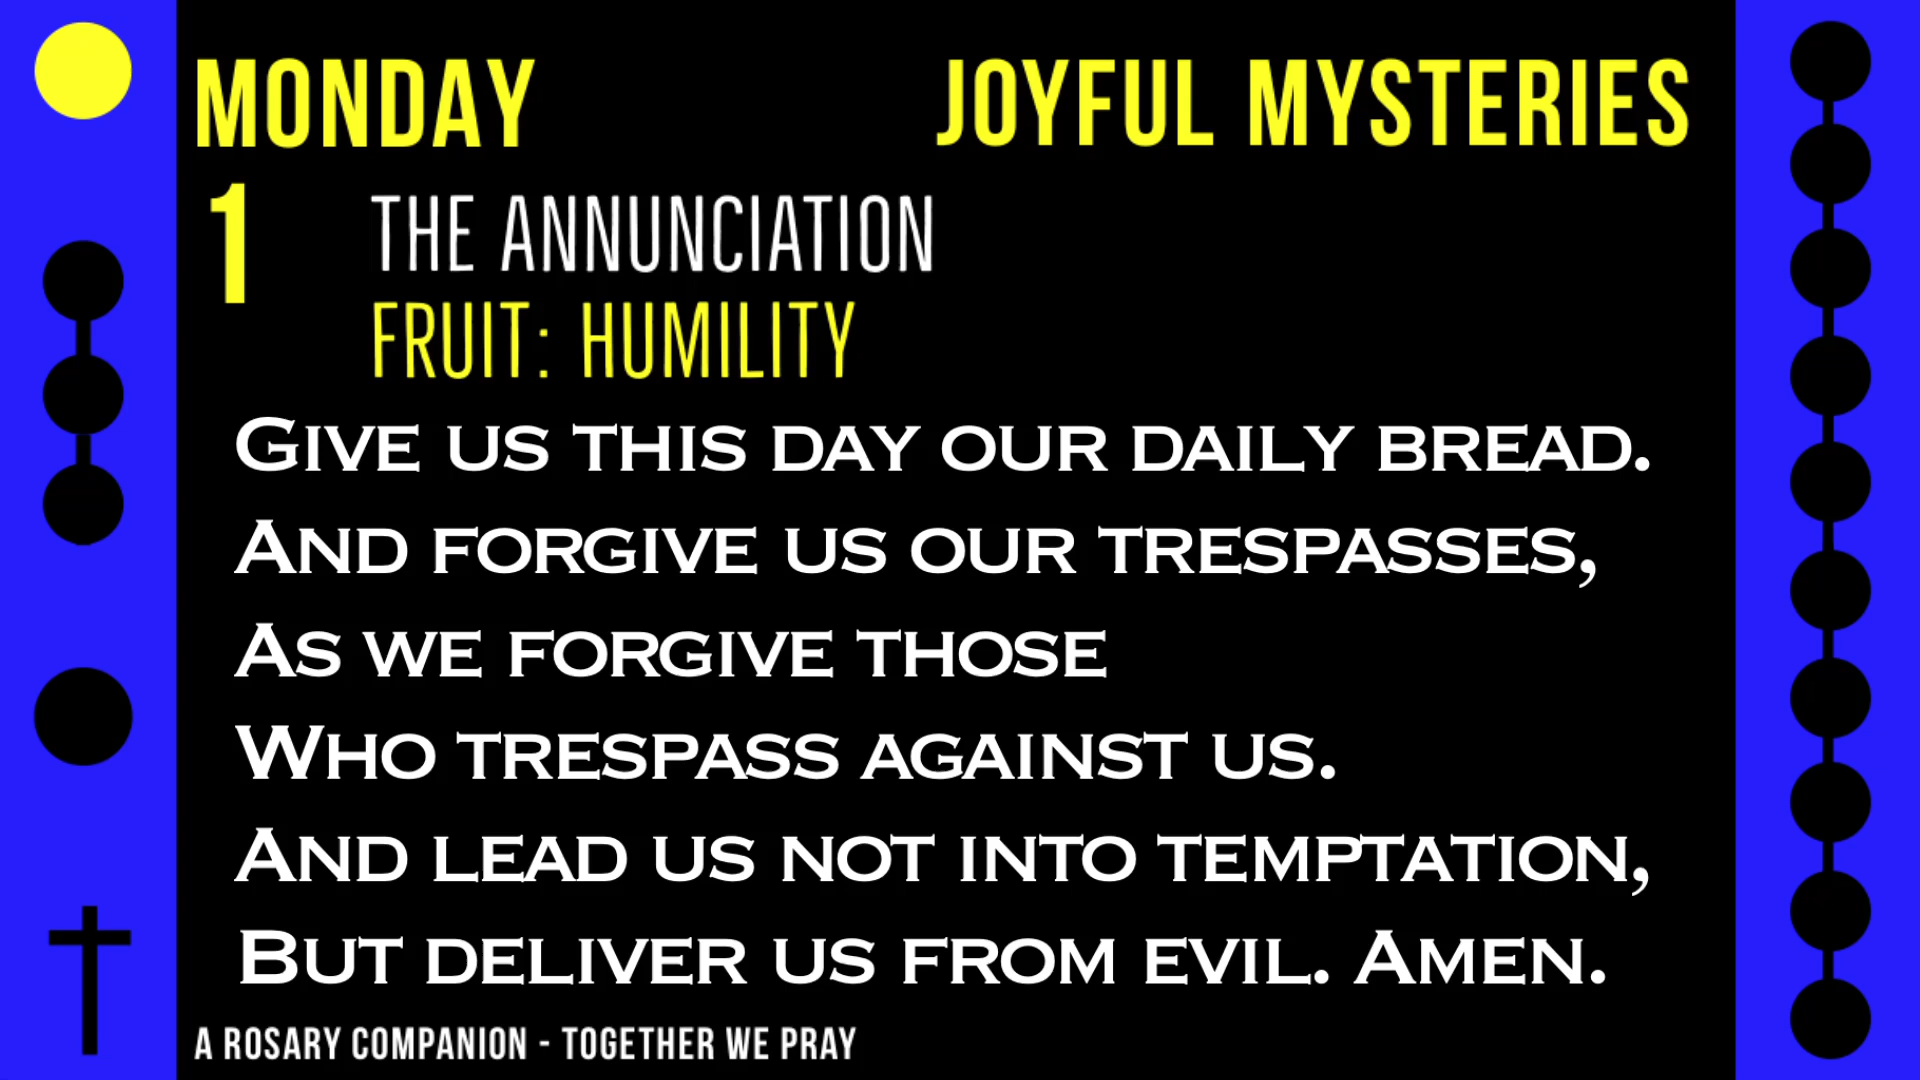 MONDAY JOYFUL MYSTERIES
1 THE ANNUNCIATION
FRUIT: HUMILITY
GIVE US THIS DAY OUR DAILY BREAD.
AND FORGIVE US OUR TRESPASSES,
AS WE FORGIVE THOSE
WHO TRESPASS AGAINST US.
AND LEAD US NOT INTO TEMPTATION,
BUT DELIVER US FROM EVIL. AMEN.
A ROSARY COMPANION - TOGETHER WE PRAY